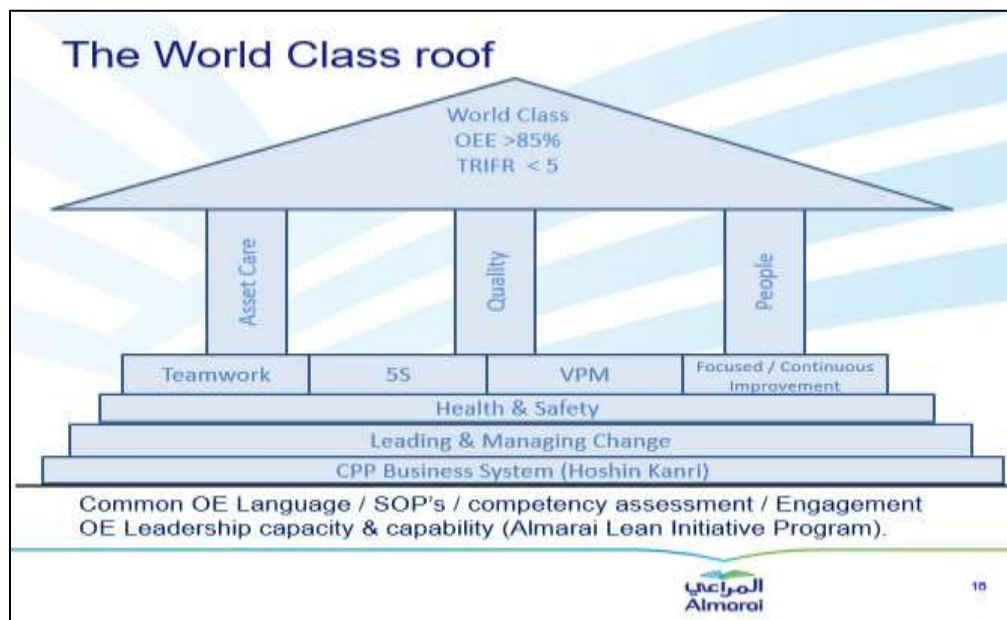 The World Class roof
World Class
OEE >85%
TRIFR < 5
Asset Care
Quality
People
Teamwork
5S
VPM
Focused / Continuous
Improvement
Health & Safety
Leading & Managing Change
CPP Business System (Hoshin Kanri)
Common OE Language / SOP's / competency assessment / Engagement
OE Leadership capacity & capability (Almarai Lean Initiative Program).
المراعي
Almarai
16